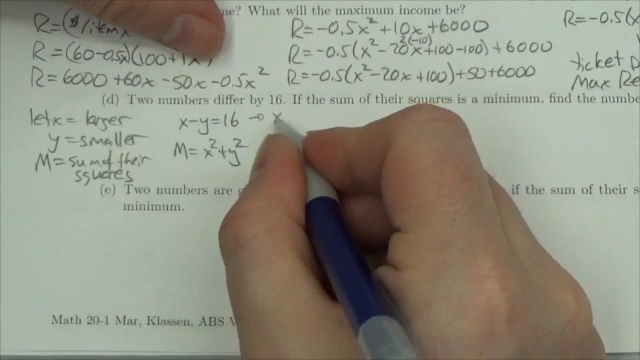 one? What will the maximum income be?
R=($/item
R=-0.5x²+10x+6000
R=-0.5(x
R=(60-0.5x)(100+1x
R=-0.5(x²-20x+100-100)+6000
R=6000+60x-50x-0.5x²
R=-0.5(x²-20x+100)+50+6000
ticket
Max Rev
(d) Two numbers differ by 16. If the sum of their squares is a minimum, find the numbe
let x = larger
x-y=16 → x
y = smaller
M=x²+y²
M = sum of their
squares
(e) Two numbers are
if the sum of their s
minimum.
Math 20-1 Mar, Klassen, ABS